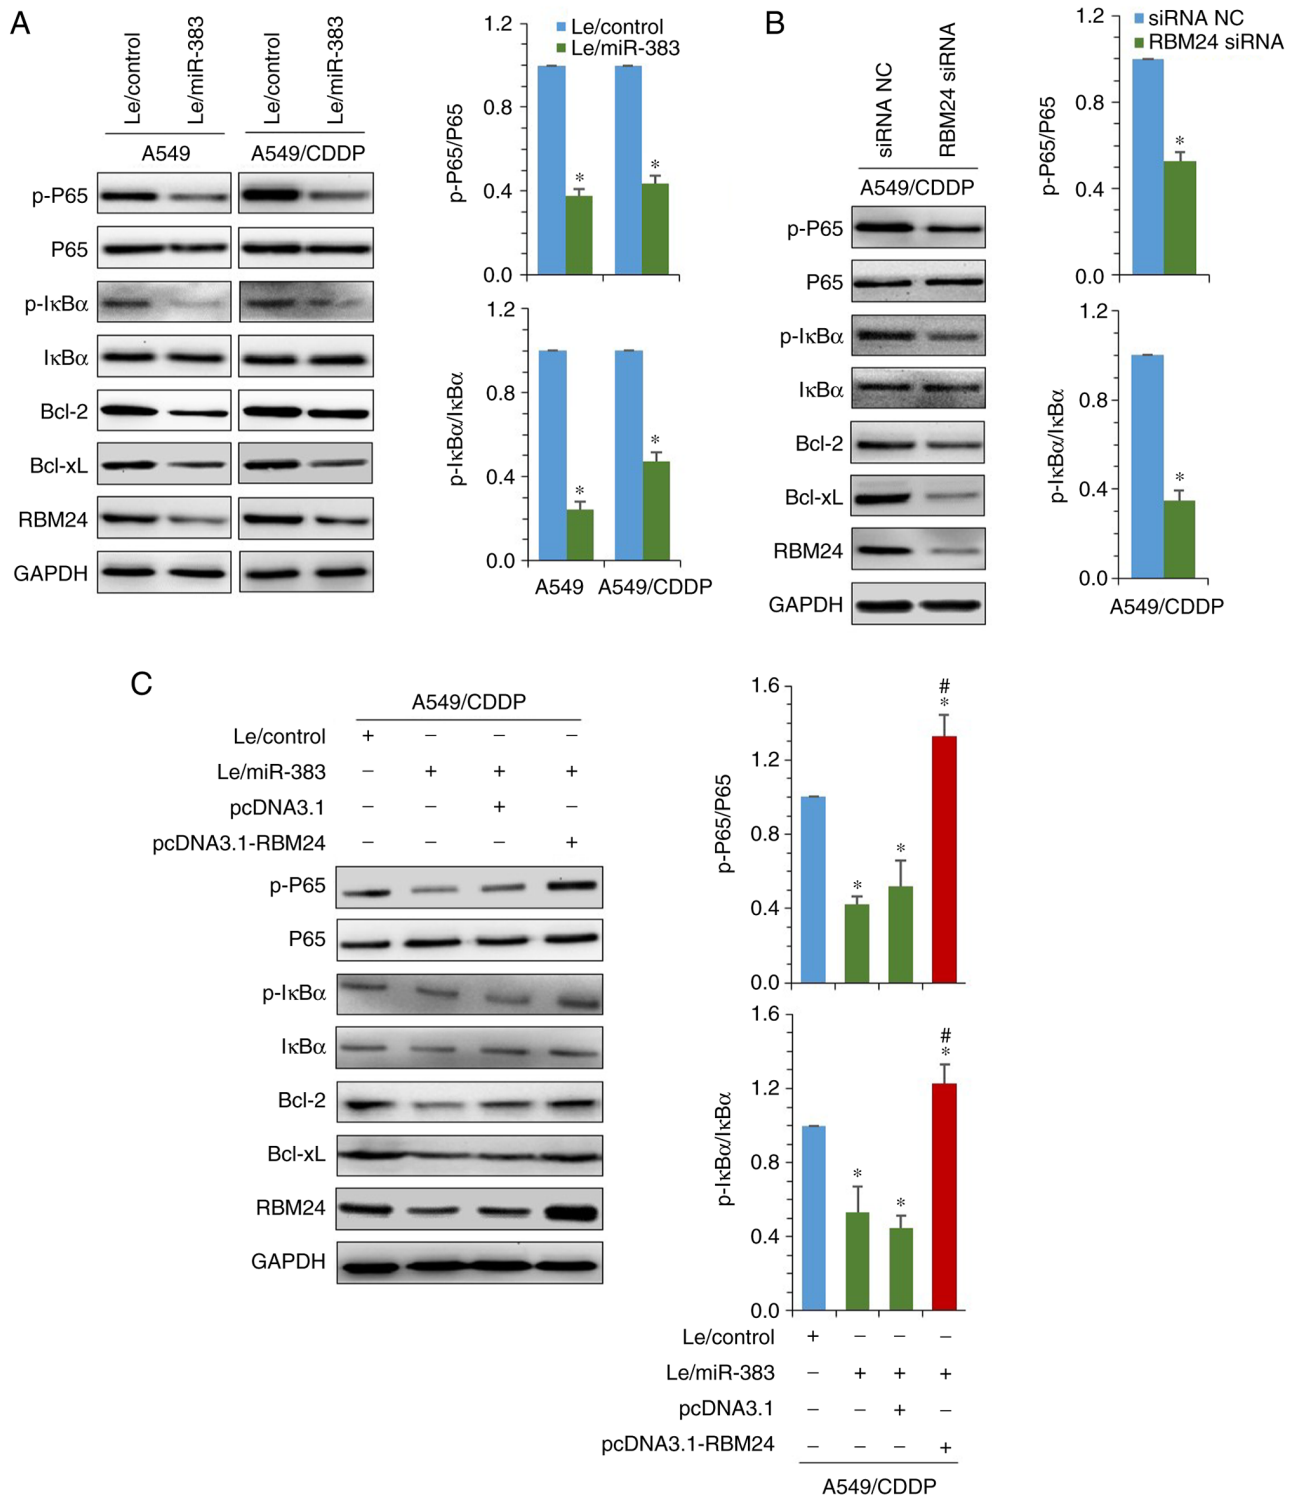 A
Le/control
Le/miR-383
Le/control
Le/miR-383
A549
A549/CDDP
p-P65
P65
p-IκBα
IκBα
Bcl-2
Bcl-xL
RBM24
GAPDH
Le/control
Le/miR-383
p-P65/P65
1.2
0.8
0.4
0.0
*
*
p-IκBα/IκBα
1.2
0.8
0.4
0.0
*
*
A549
A549/CDDP
B
siRNA NC
RBM24 siRNA
A549/CDDP
p-P65
P65
p-IκBα
IκBα
Bcl-2
Bcl-xL
RBM24
GAPDH
siRNA NC
RBM24 siRNA
p-P65/P65
1.2
0.8
0.4
0.0
*
p-IκBα/IκBα
1.2
0.8
0.4
0.0
*
A549/CDDP
C
A549/CDDP
Le/control + – – –
Le/miR-383 – + + +
pcDNA3.1 – – + –
pcDNA3.1-RBM24 – – – +
p-P65
P65
p-IκBα
IκBα
Bcl-2
Bcl-xL
RBM24
GAPDH
p-P65/P65
1.6
1.2
0.8
0.4
0.0
*
*
#
*
p-IκBα/IκBα
1.6
1.2
0.8
0.4
0.0
*
*
#
*
Le/control + – – –
Le/miR-383 – + + +
pcDNA3.1 – – + –
pcDNA3.1-RBM24 – – – +
A549/CDDP